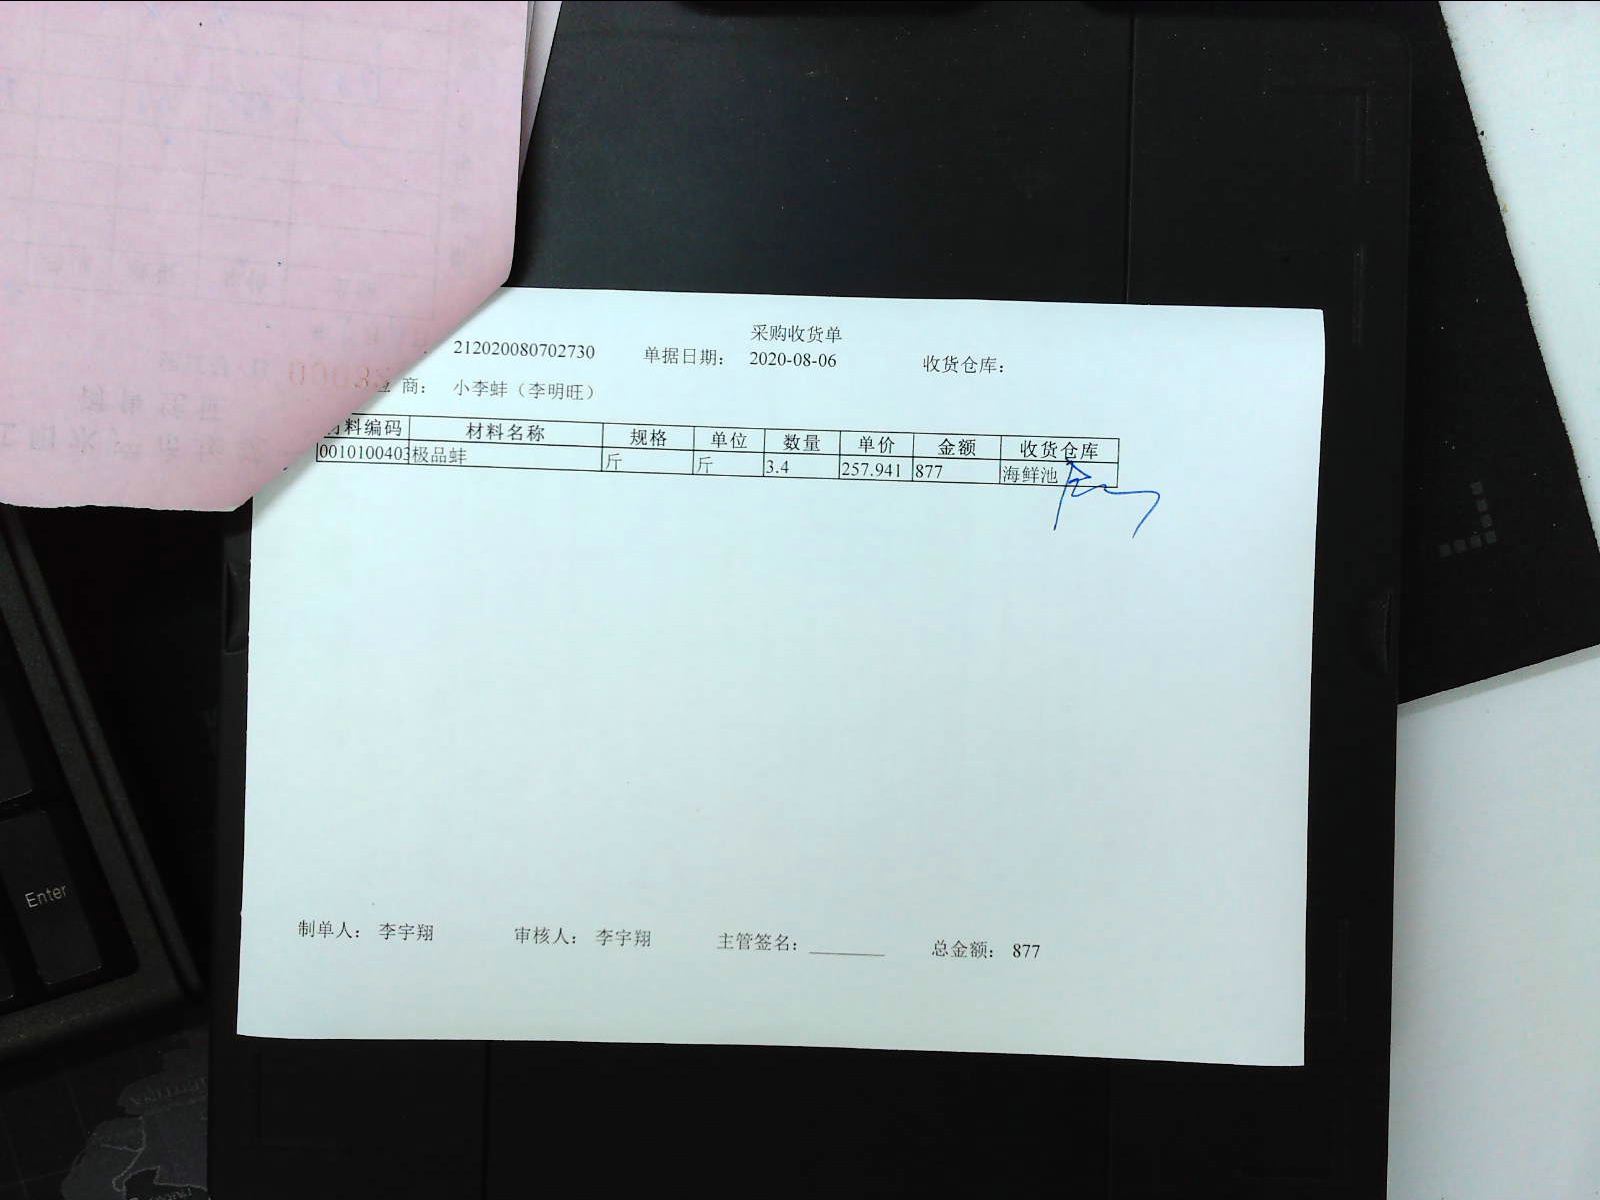 采购收货单
212020080702730 单据日期： 2020-08-06 收货仓库：
商： 小李蚌（李明旺）
料编码 材料名称 规格 单位 数量 单价 金额 收货仓库
0010100403 极品蚌 斤 斤 3.4 257.941 877 海鲜池
制单人： 李宇翔 审核人： 李宇翔 主管签名： 总金额： 877
Enter